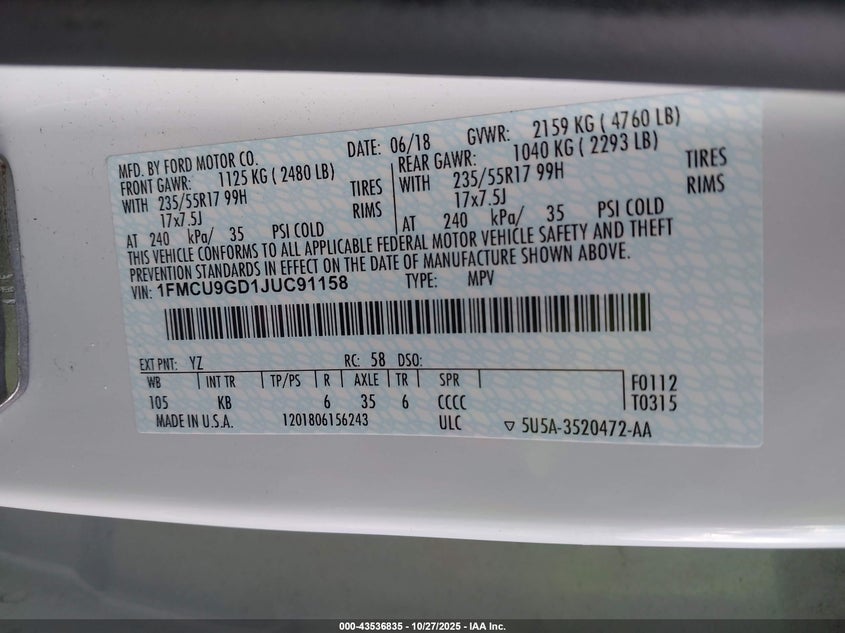 MFD. BY FORD MOTOR CO. DATE: 06/18 GVWR: 2159 KG ( 4760 LB)
FRONT GAWR: 1125 KG ( 2480 LB) REAR GAWR: 1040 KG ( 2293 LB)
WITH 235/55R17 99H TIRES WITH 235/55R17 99H TIRES
17x7.5J RIMS 17x7.5J RIMS
AT 240 kPa/ 35 PSI COLD AT 240 kPa/ 35 PSI COLD
THIS VEHICLE CONFORMS TO ALL APPLICABLE FEDERAL MOTOR VEHICLE SAFETY AND THEFT
PREVENTION STANDARDS IN EFFECT ON THE DATE OF MANUFACTURE SHOWN ABOVE.
VIN: 1FMCU9GD1JUC91158 TYPE: MPV
EXT PNT: YZ RC: 58 DSO:
WB INT TR TP/PS R AXLE TR SPR F0112
105 KB 6 35 6 CCCC T0315
MADE IN U.S.A. 1201806156243 ULC ▽ 5U5A-3520472-AA
000-43536835 - 10/27/2025 - IAA Inc.